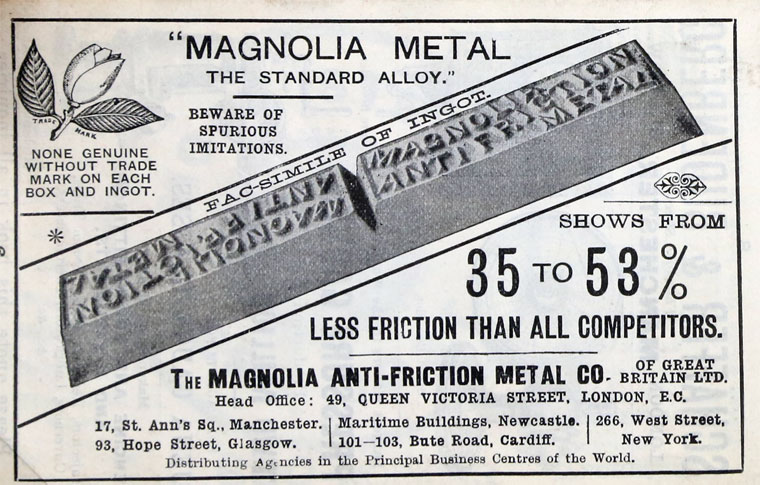 "MAGNOLIA METAL
THE STANDARD ALLOY."
TRADE MARK
BEWARE OF
SPURIOUS
IMITATIONS.
NONE GENUINE
WITHOUT TRADE
MARK ON EACH
BOX AND INGOT.
FAC-SIMILE OF INGOT.
MAGNOLIA
ANTI FRICTION
METAL
MAGNOLIA
ANTI FRICTION
METAL
*
SHOWS FROM
35 TO 53 %
LESS FRICTION THAN ALL COMPETITORS.
THE MAGNOLIA ANTI-FRICTION METAL CO. OF GREAT BRITAIN LTD.
Head Office: 49, QUEEN VICTORIA STREET, LONDON, E.C.
17, St. Ann's Sq., Manchester. | Maritime Buildings, Newcastle. | 266, West Street,
93, Hope Street, Glasgow. | 101—103, Bute Road, Cardiff. | New York.
Distributing Agencies in the Principal Business Centres of the World.